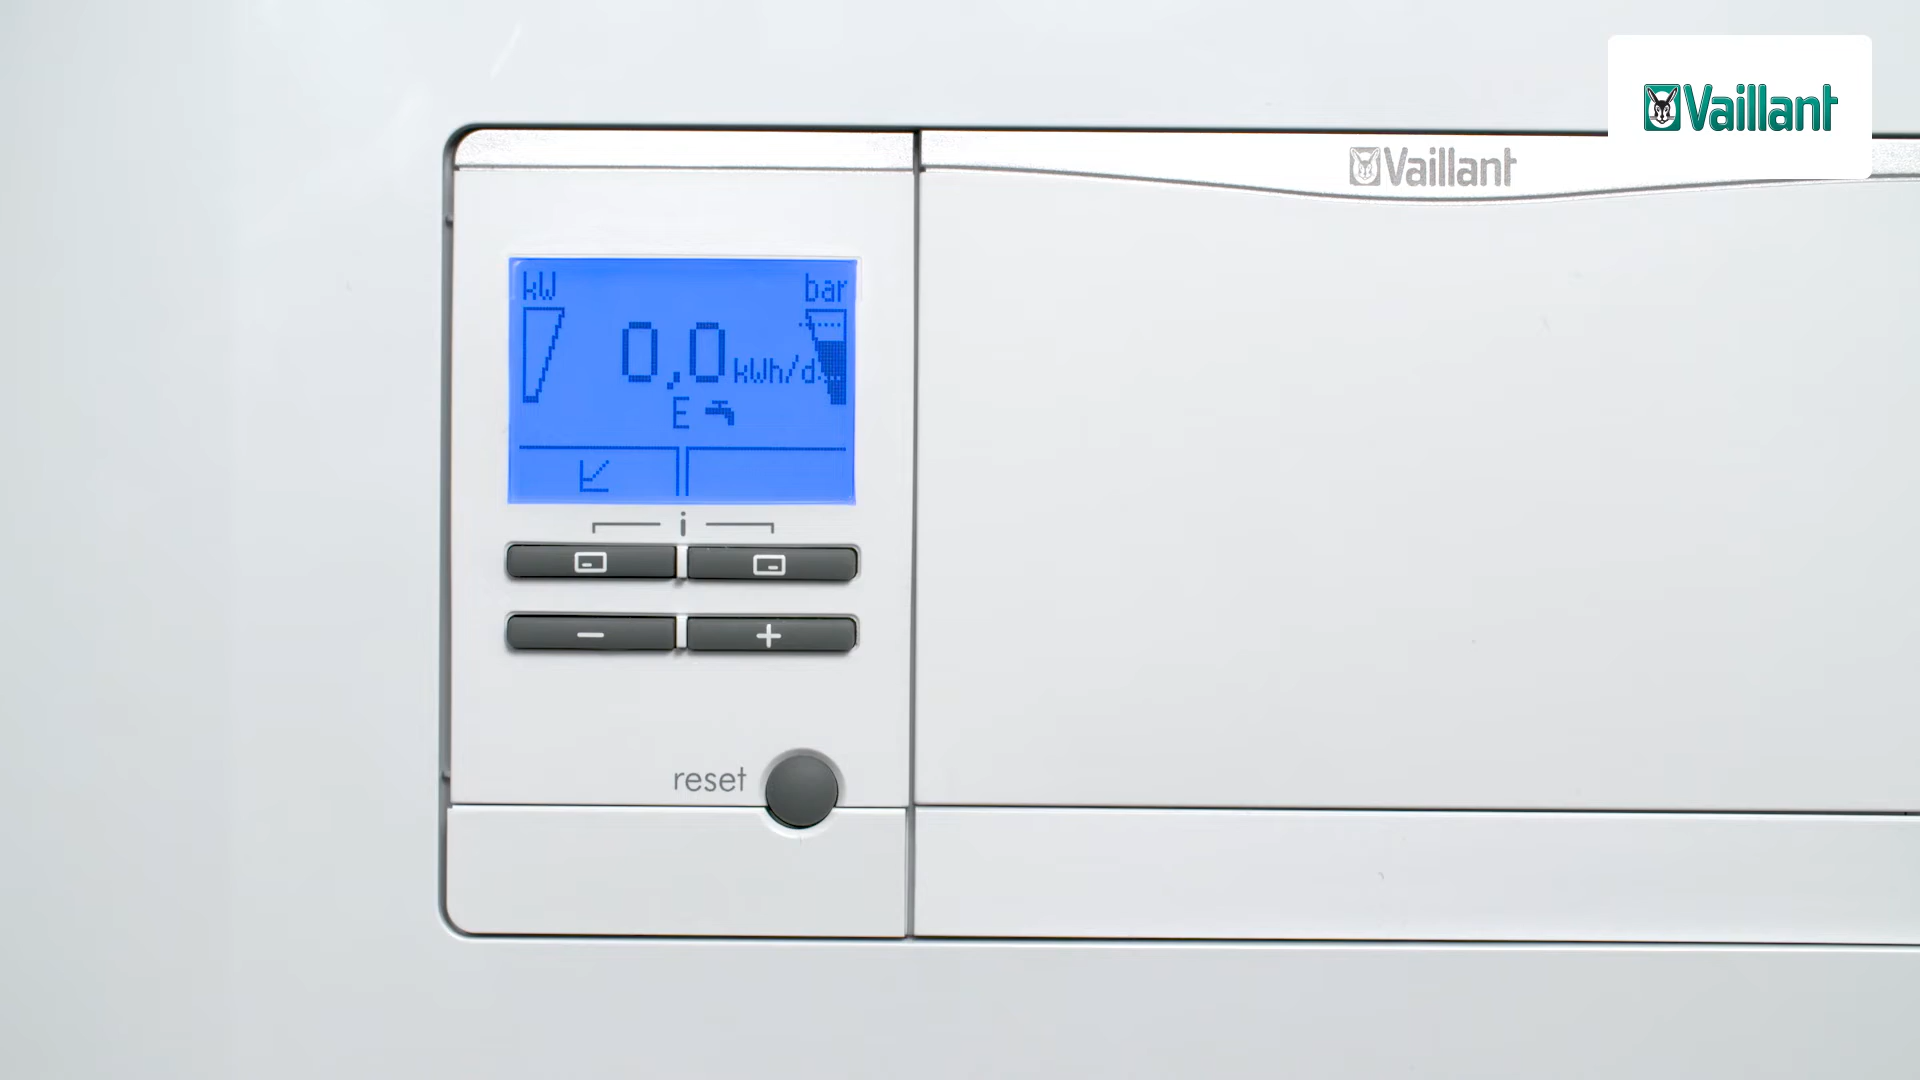 Vaillant
Vaillant
kW
bar
0,0 kWh/d
E
i
− +
reset